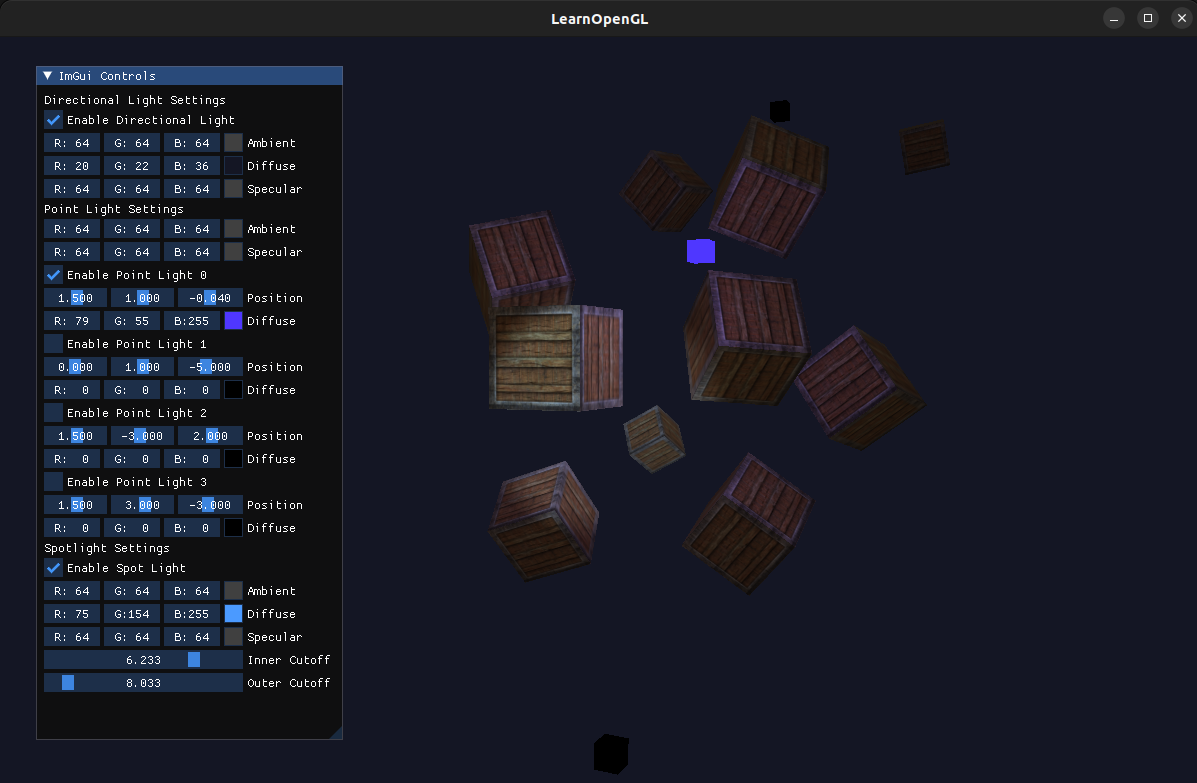 LearnOpenGL
ImGui Controls
Directional Light Settings
Enable Directional Light
R: 64 G: 64 B: 64 Ambient
R: 20 G: 22 B: 36 Diffuse
R: 64 G: 64 B: 64 Specular
Point Light Settings
R: 64 G: 64 B: 64 Ambient
R: 64 G: 64 B: 64 Specular
Enable Point Light 0
1.500 1.000 -0.040 Position
R: 79 G: 55 B:255 Diffuse
Enable Point Light 1
0.000 1.000 -5.000 Position
R: 0 G: 0 B: 0 Diffuse
Enable Point Light 2
1.500 -3.000 2.000 Position
R: 0 G: 0 B: 0 Diffuse
Enable Point Light 3
1.500 3.000 -3.000 Position
R: 0 G: 0 B: 0 Diffuse
Spotlight Settings
Enable Spot Light
R: 64 G: 64 B: 64 Ambient
R: 75 G:154 B:255 Diffuse
R: 64 G: 64 B: 64 Specular
6.233 Inner Cutoff
8.033 Outer Cutoff